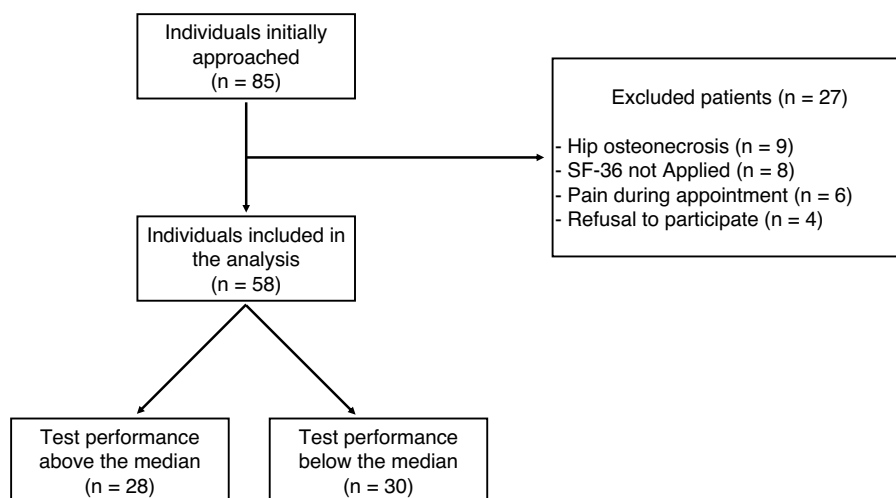 Individuals initially
approached
(n = 85)
Excluded patients (n = 27)
- Hip osteonecrosis (n = 9)
- SF-36 not Applied (n = 8)
- Pain during appointment (n = 6)
- Refusal to participate (n = 4)
Individuals included in
the analysis
(n = 58)
Test performance
above the median
(n = 28)
Test performance
below the median
(n = 30)